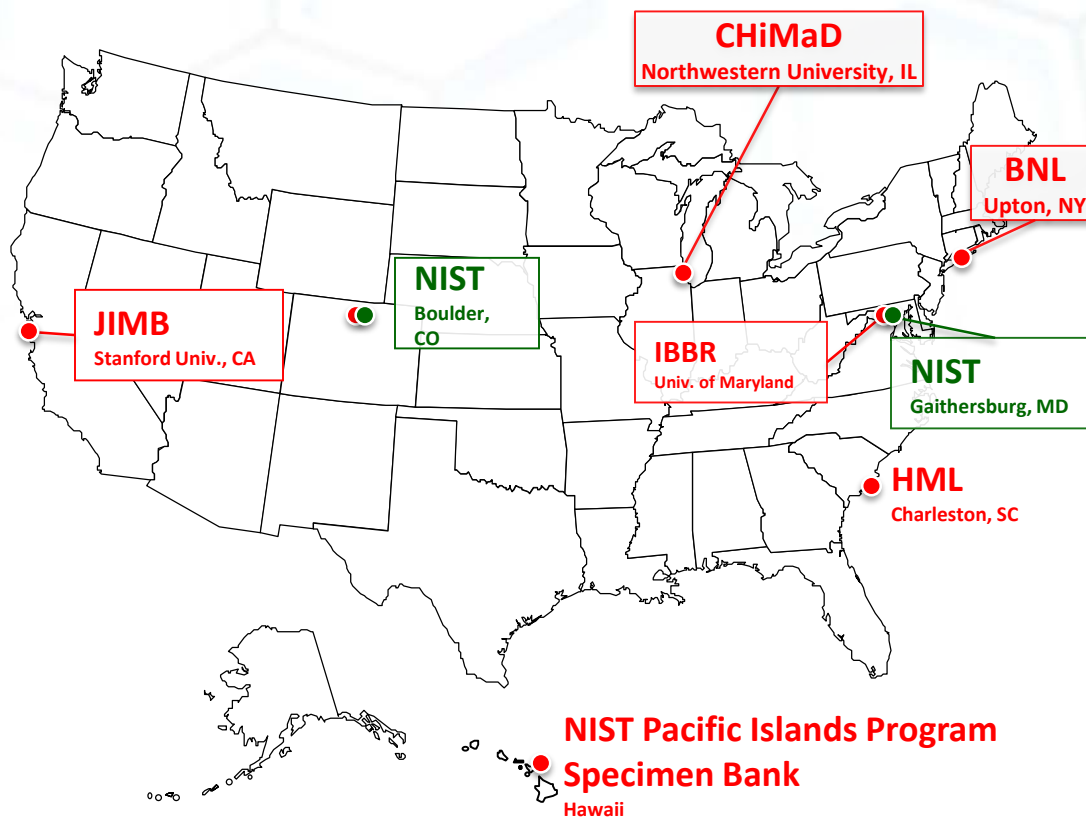 CHiMaD
Northwestern University, IL
BNL
Upton, NY
NIST
Boulder,
CO
JIMB
Stanford Univ., CA
IBBR
Univ. of Maryland
NIST
Gaithersburg, MD
HML
Charleston, SC
NIST Pacific Islands Program
Specimen Bank
Hawaii